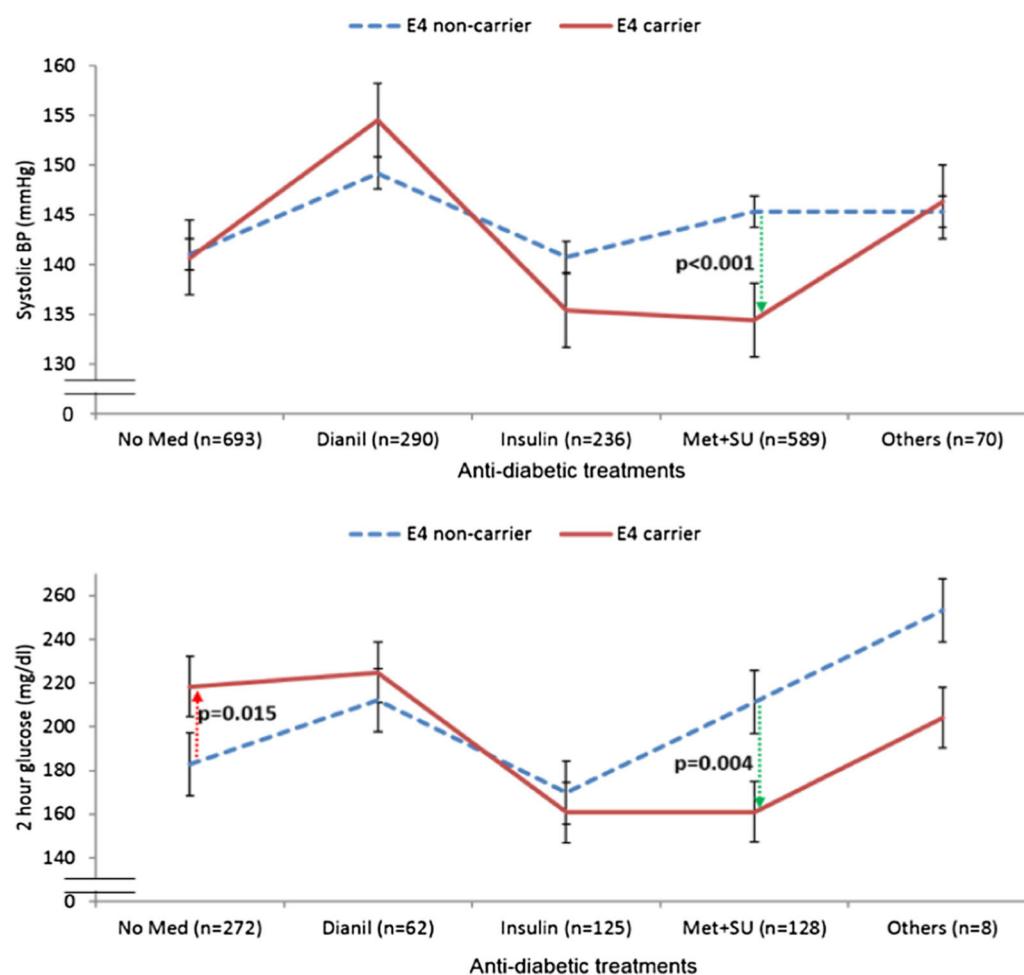 E4 non-carrier E4 carrier
160
155
150
145
140
135
130
0
Systolic BP (mmHg)
p<0.001
No Med (n=693) Dianil (n=290) Insulin (n=236) Met+SU (n=589) Others (n=70)
Anti-diabetic treatments
E4 non-carrier E4 carrier
260
240
220
200
180
160
140
0
2 hour glucose (mg/dl)
p=0.015
p=0.004
No Med (n=272) Dianil (n=62) Insulin (n=125) Met+SU (n=128) Others (n=8)
Anti-diabetic treatments